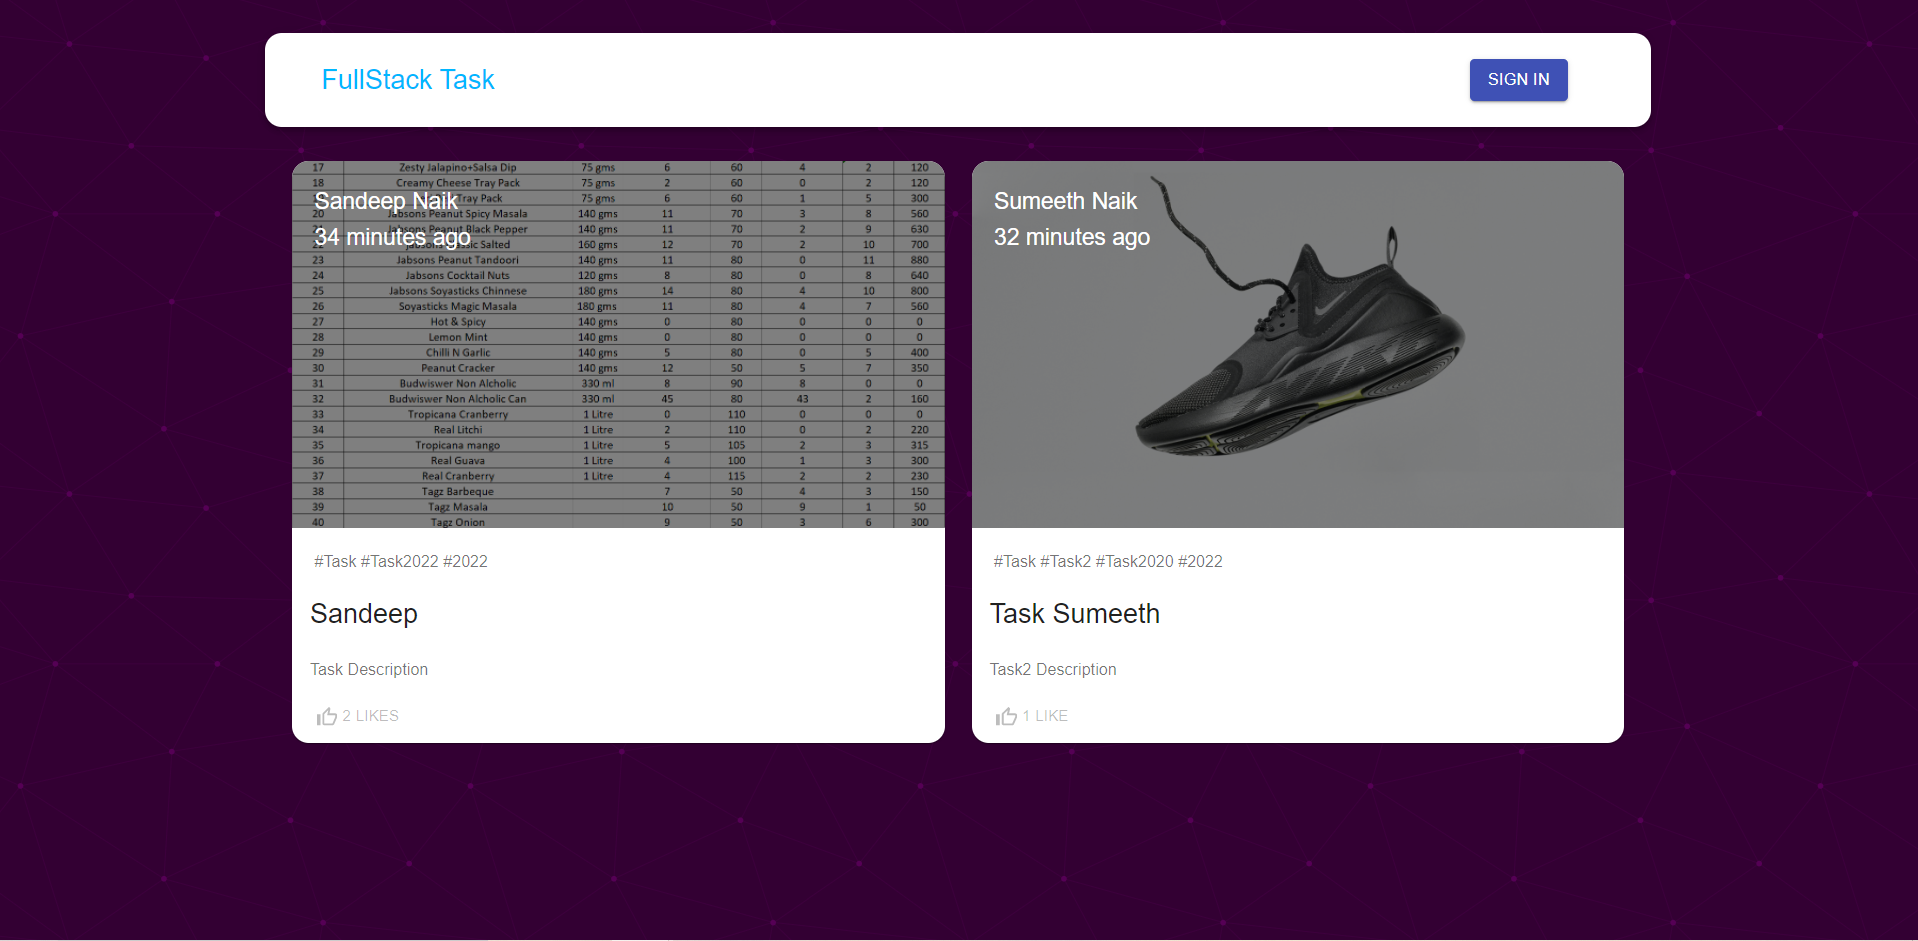 FullStack Task
SIGN IN
Sandeep Naik
34 minutes ago
17 Zesty Jalapino+Salsa Dip 75 gms 6 60 4 2 120
18 Creamy Cheese Tray Pack 75 gms 2 60 0 2 120
Tray Pack 75 gms 6 60 1 5 300
20 Jabsons Peanut Spicy Masala 140 gms 11 70 3 8 560
Jabsons Peanut Black Pepper 140 gms 11 70 2 9 630
Salted 160 gms 12 70 2 10 700
23 Jabsons Peanut Tandoori 140 gms 11 80 0 11 880
24 Jabsons Cocktail Nuts 120 gms 8 80 0 8 640
25 Jabsons Soyasticks Chinnese 180 gms 14 80 4 10 800
26 Soyasticks Magic Masala 180 gms 11 80 4 7 560
27 Hot & Spicy 140 gms 0 80 0 0 0
28 Lemon Mint 140 gms 0 80 0 0 0
29 Chilli N Garlic 140 gms 5 80 0 5 400
30 Peanut Cracker 140 gms 12 50 5 7 350
31 Budwiswer Non Alcholic 330 ml 8 90 8 0 0
32 Budwiswer Non Alcholic Can 330 ml 45 80 43 2 160
33 Tropicana Cranberry 1 Litre 0 110 0 0 0
34 Real Litchi 1 Litre 2 110 0 2 220
35 Tropicana mango 1 Litre 5 105 2 3 315
36 Real Guava 1 Litre 4 100 1 3 300
37 Real Cranberry 1 Litre 4 115 2 2 230
38 Tagz Barbeque 7 50 4 3 150
39 Tagz Masala 10 50 9 1 50
40 Tagz Onion 9 50 3 6 300
#Task #Task2022 #2022
Sandeep
Task Description
2 LIKES
Sumeeth Naik
32 minutes ago
#Task #Task2 #Task2020 #2022
Task Sumeeth
Task2 Description
1 LIKE